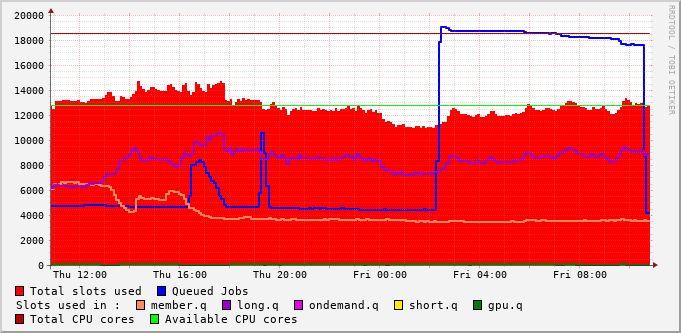 20000
18000
16000
14000
12000
10000
8000
6000
4000
2000
0
Thu 12:00 Thu 16:00 Thu 20:00 Fri 00:00 Fri 04:00 Fri 08:00
RRDTOOL / TOBI OETIKER
Total slots used Queued Jobs
Slots used in : member.q long.q ondemand.q short.q gpu.q
Total CPU cores Available CPU cores